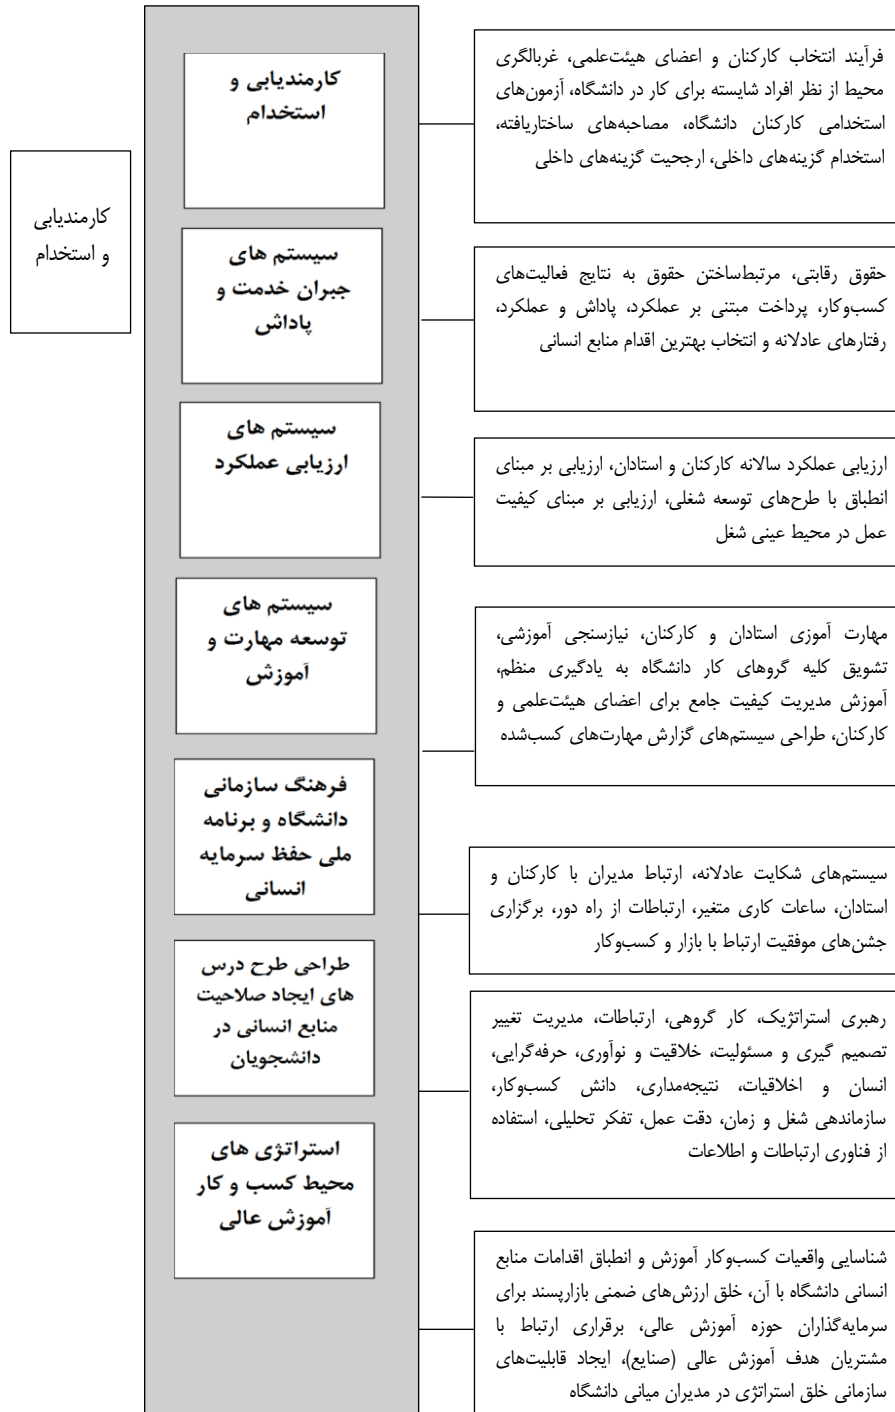 کارمندیابی
و استخدام
کارمندیابی و
استخدام
فرآیند انتخاب کارکنان و اعضای هیئت‌علمی، غربالگری
محیط از نظر افراد شایسته برای کار در دانشگاه، آزمون‌های
استخدامی کارکنان دانشگاه، مصاحبه‌های ساختاریافته،
استخدام گزینه‌های داخلی، ارجحیت گزینه‌های داخلی
سیستم های
جبران خدمت و
پاداش
حقوق رقابتی، مرتبط‌ساختن حقوق به نتایج فعالیت‌های
کسب‌وکار، پرداخت مبتنی بر عملکرد، پاداش و عملکرد،
رفتارهای عادلانه و انتخاب بهترین اقدام منابع انسانی
سیستم های
ارزیابی عملکرد
ارزیابی عملکرد سالانه کارکنان و استادان، ارزیابی بر مبنای
انطباق با طرح‌های توسعه شغلی، ارزیابی بر مبنای کیفیت
عمل در محیط عینی شغل
سیستم های
توسعه مهارت و
آموزش
مهارت آموزی استادان و کارکنان، نیازسنجی آموزشی،
تشویق کلیه گروهای کار دانشگاه به یادگیری منظم،
آموزش مدیریت کیفیت جامع برای اعضای هیئت‌علمی و
کارکنان، طراحی سیستم‌های گزارش مهارت‌های کسب‌شده
فرهنگ سازمانی
دانشگاه و برنامه
ملی حفظ سرمایه
انسانی
سیستم‌های شکایت عادلانه، ارتباط مدیران با کارکنان و
استادان، ساعات کاری متغیر، ارتباطات از راه دور، برگزاری
جشن‌های موفقیت ارتباط با بازار و کسب‌وکار
طراحی طرح درس
های ایجاد صلاحیت
منابع انسانی در
دانشجویان
رهبری استراتژیک، کار گروهی، ارتباطات، مدیریت تغییر
تصمیم گیری و مسئولیت، خلاقیت و نوآوری، حرفه‌گرایی،
انسان و اخلاقیات، نتیجه‌مداری، دانش کسب‌وکار،
سازماندهی شغل و زمان، دقت عمل، تفکر تحلیلی، استفاده
از فناوری ارتباطات و اطلاعات
استراتژی های
محیط کسب و کار
آموزش عالی
شناسایی واقعیات کسب‌وکار آموزش و انطباق اقدامات منابع
انسانی دانشگاه با آن، خلق ارزش‌های ضمنی بازارپسند برای
سرمایه‌گذاران حوزه آموزش عالی، برقراری ارتباط با
مشتریان هدف آموزش عالی (صنایع)، ایجاد قابلیت‌های
سازمانی خلق استراتژی در مدیران میانی دانشگاه